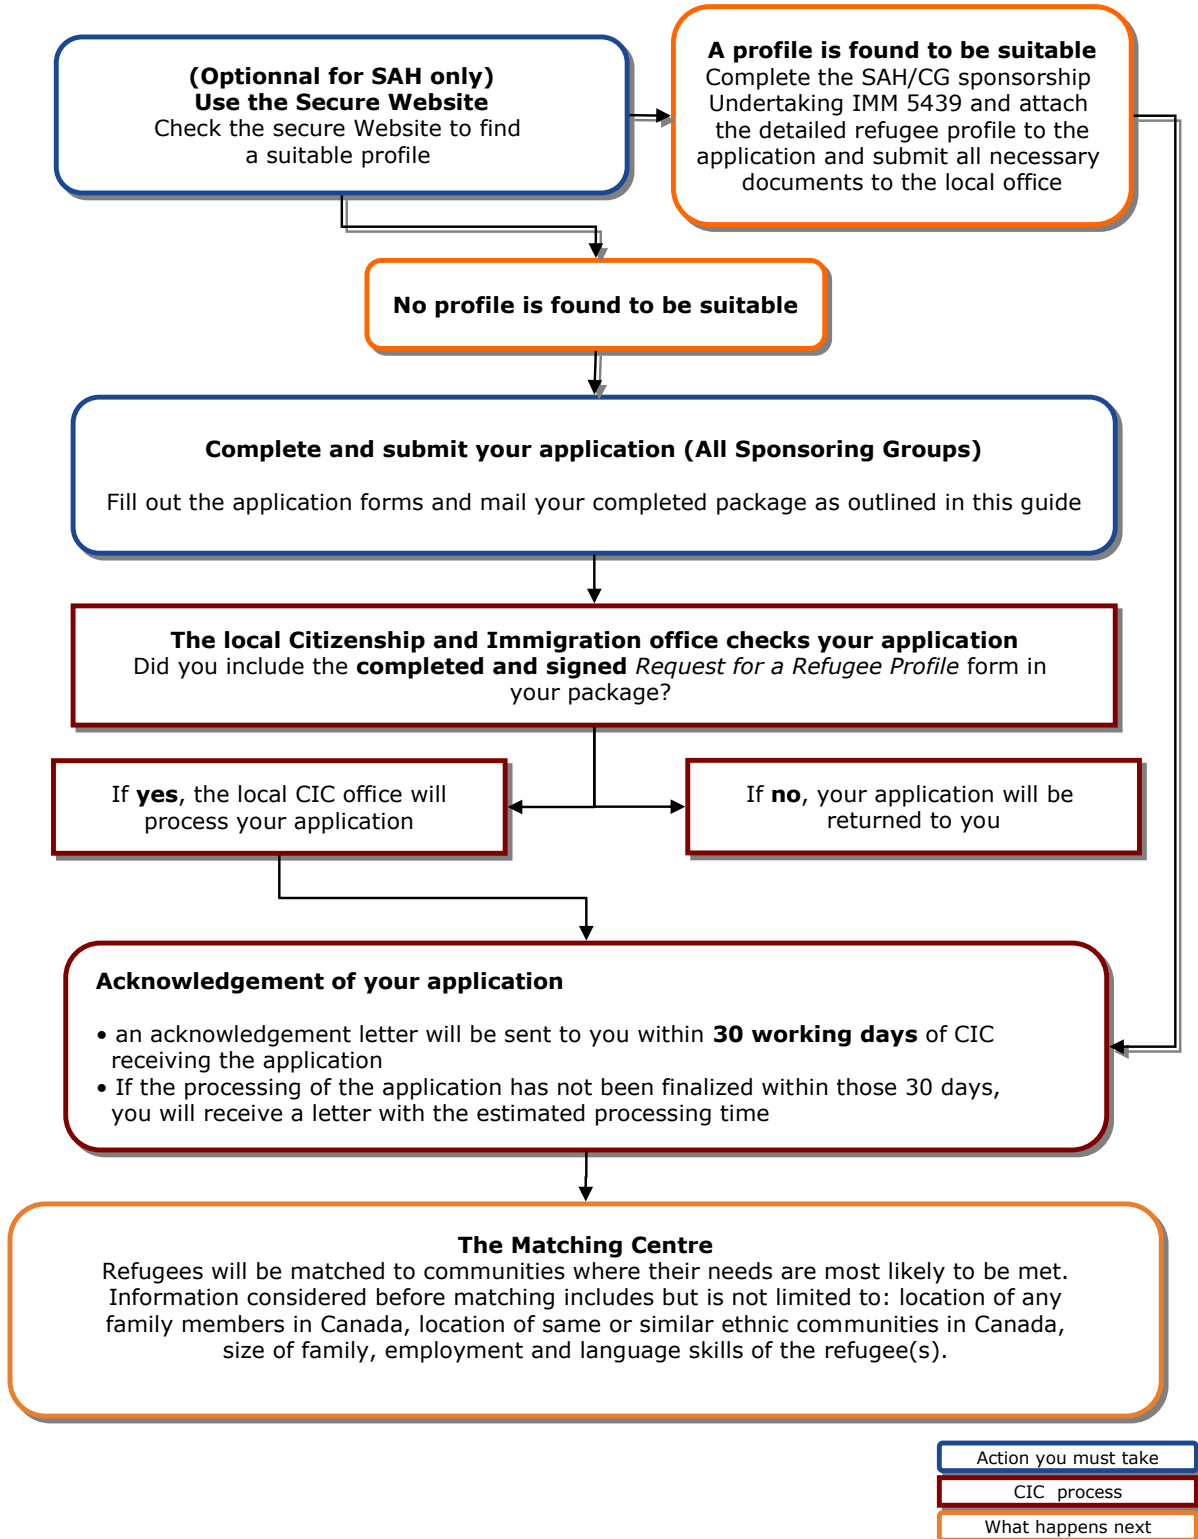 (Optionnal for SAH only)
Use the Secure Website
Check the secure Website to find
a suitable profile
A profile is found to be suitable
Complete the SAH/CG sponsorship
Undertaking IMM 5439 and attach
the detailed refugee profile to the
application and submit all necessary
documents to the local office
No profile is found to be suitable
Complete and submit your application (All Sponsoring Groups)
Fill out the application forms and mail your completed package as outlined in this guide
The local Citizenship and Immigration office checks your application
Did you include the completed and signed Request for a Refugee Profile form in
your package?
If yes, the local CIC office will
process your application
If no, your application will be
returned to you
Acknowledgement of your application
• an acknowledgement letter will be sent to you within 30 working days of CIC
receiving the application
• If the processing of the application has not been finalized within those 30 days,
you will receive a letter with the estimated processing time
The Matching Centre
Refugees will be matched to communities where their needs are most likely to be met.
Information considered before matching includes but is not limited to: location of any
family members in Canada, location of same or similar ethnic communities in Canada,
size of family, employment and language skills of the refugee(s).
Action you must take
CIC process
What happens next